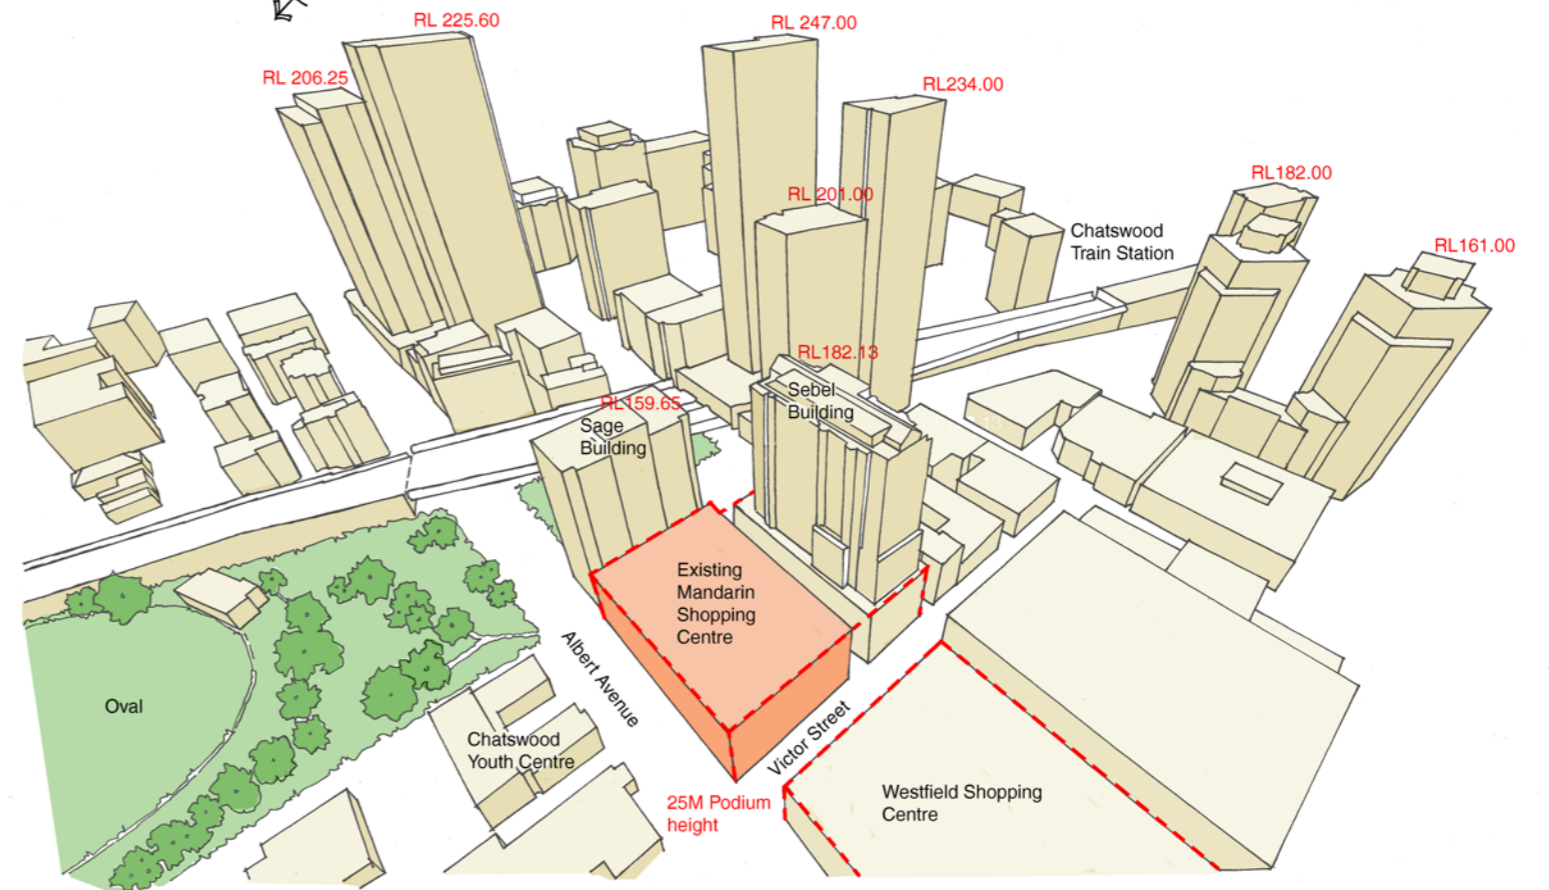 RL 225.60
RL 247.00
RL 206.25
RL234.00
RL182.00
RL 201.00
Chatswood
Train Station
RL161.00
RL182.13
Sebel
Building
RL159.65
Sage
Building
Existing
Mandarin
Shopping
Centre
Albert Avenue
Oval
Chatswood
Youth Centre
Victor Street
25M Podium
height
Westfield Shopping
Centre